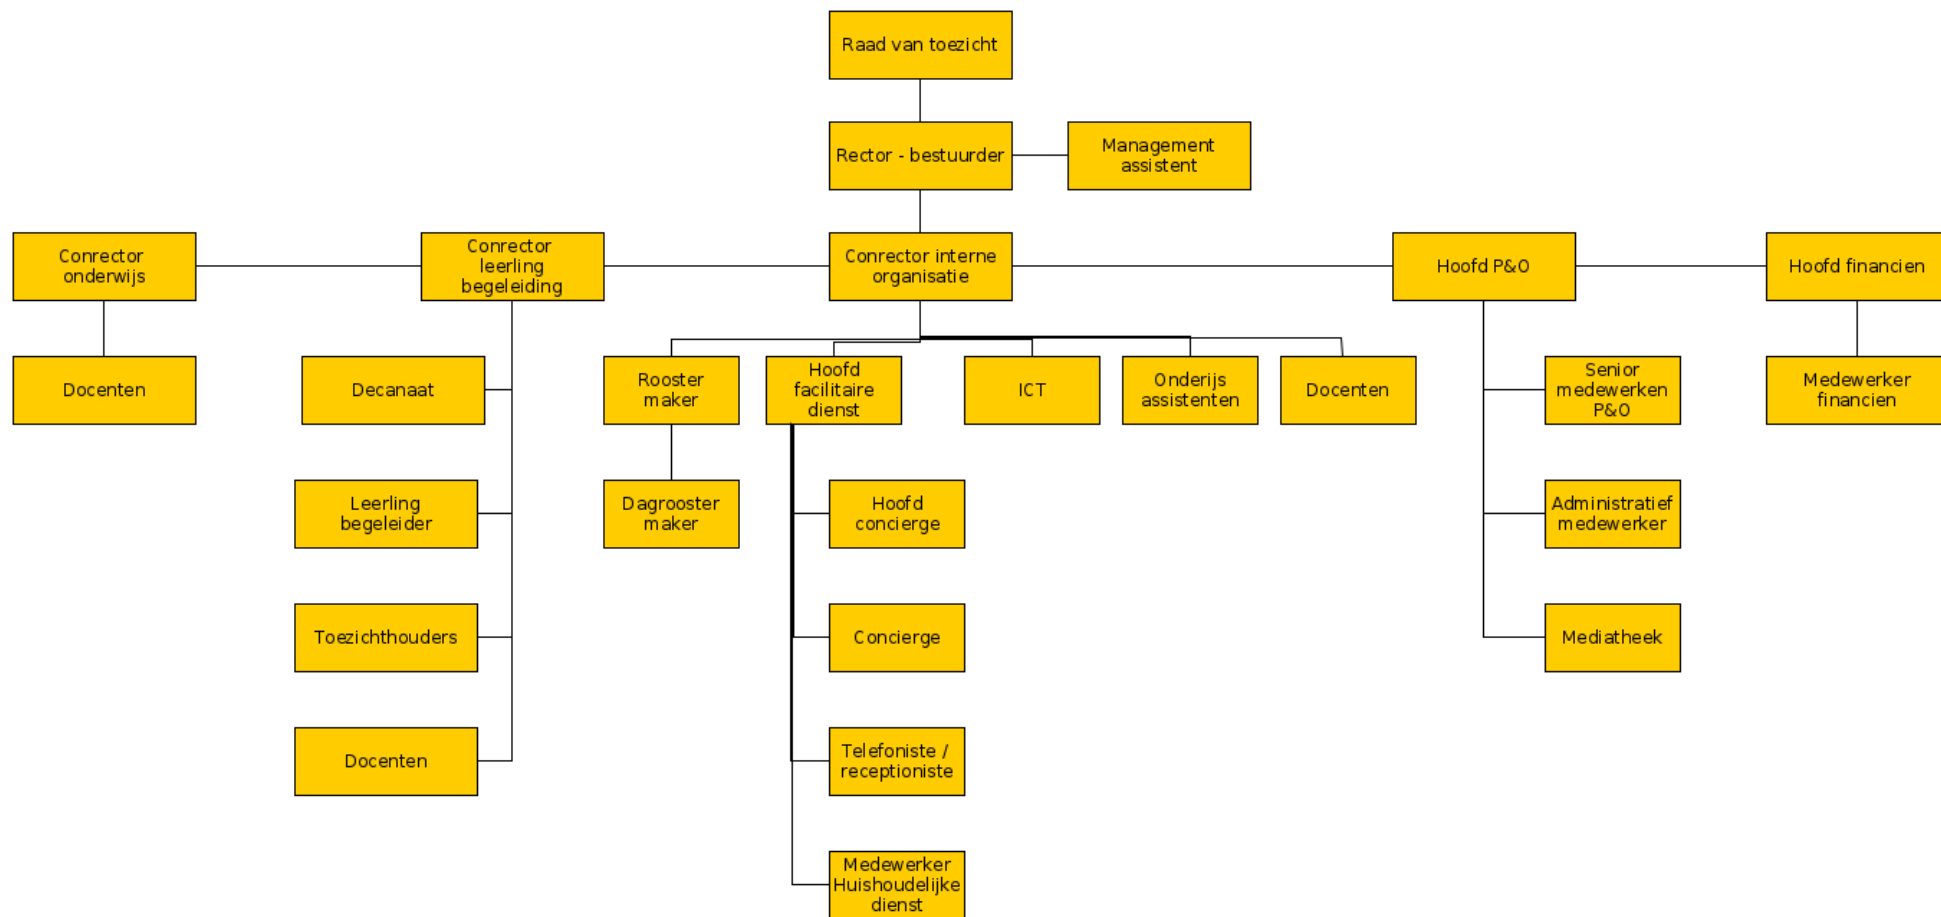 Raad van toezicht
Rector - bestuurder
Management
assistent
Conrector
onderwijs
Conrector
leerling
begeleiding
Conrector interne
organisatie
Hoofd P&O
Hoofd financien
Docenten
Decanaat
Rooster
maker
Hoofd
facilitaire
dienst
ICT
Onderijs
assistenten
Docenten
Senior
medewerken
P&O
Medewerker
financien
Leerling
begeleider
Dagrooster
maker
Hoofd
concierge
Administratief
medewerker
Toezichthouders
Concierge
Mediatheek
Docenten
Telefoniste /
receptioniste
Medewerker
Huishoudelijke
dienst